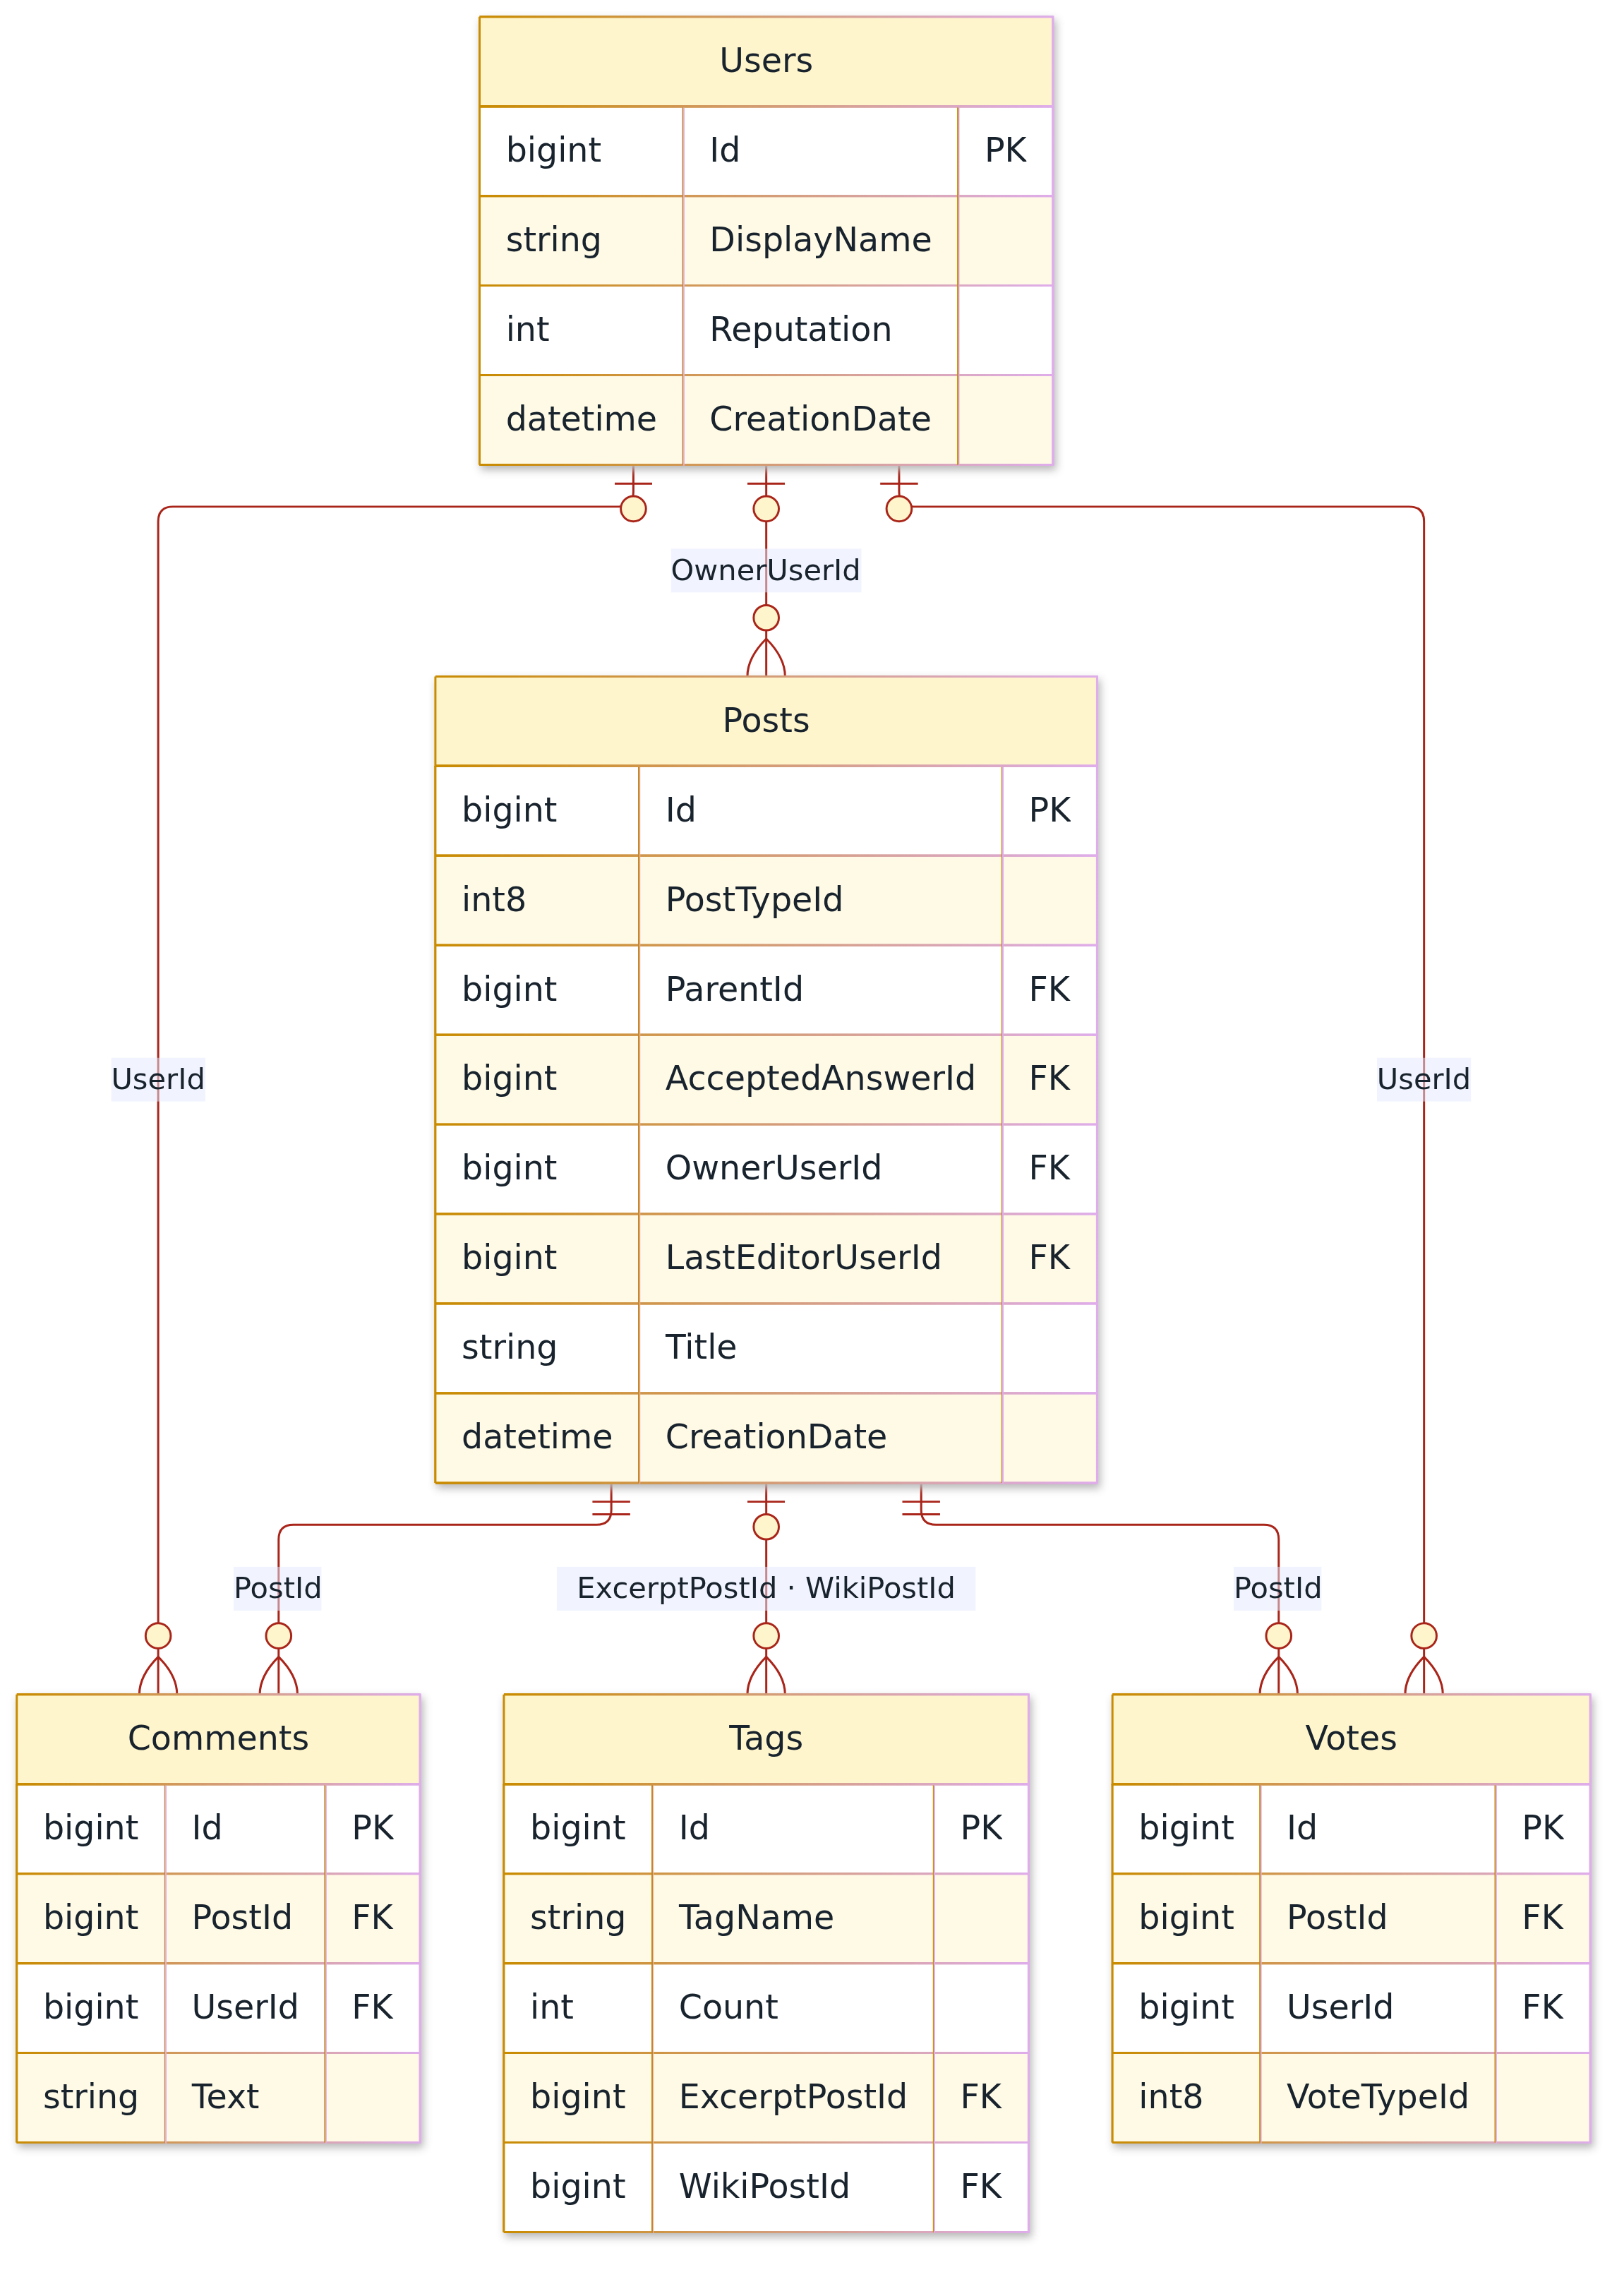 Users
bigint Id PK
string DisplayName
int Reputation
datetime CreationDate
OwnerUserId
Posts
bigint Id PK
int8 PostTypeId
bigint ParentId FK
bigint AcceptedAnswerId FK
bigint OwnerUserId FK
bigint LastEditorUserId FK
string Title
datetime CreationDate
UserId
UserId
PostId
ExcerptPostId · WikiPostId
PostId
Comments
bigint Id PK
bigint PostId FK
bigint UserId FK
string Text
Tags
bigint Id PK
string TagName
int Count
bigint ExcerptPostId FK
bigint WikiPostId FK
Votes
bigint Id PK
bigint PostId FK
bigint UserId FK
int8 VoteTypeId